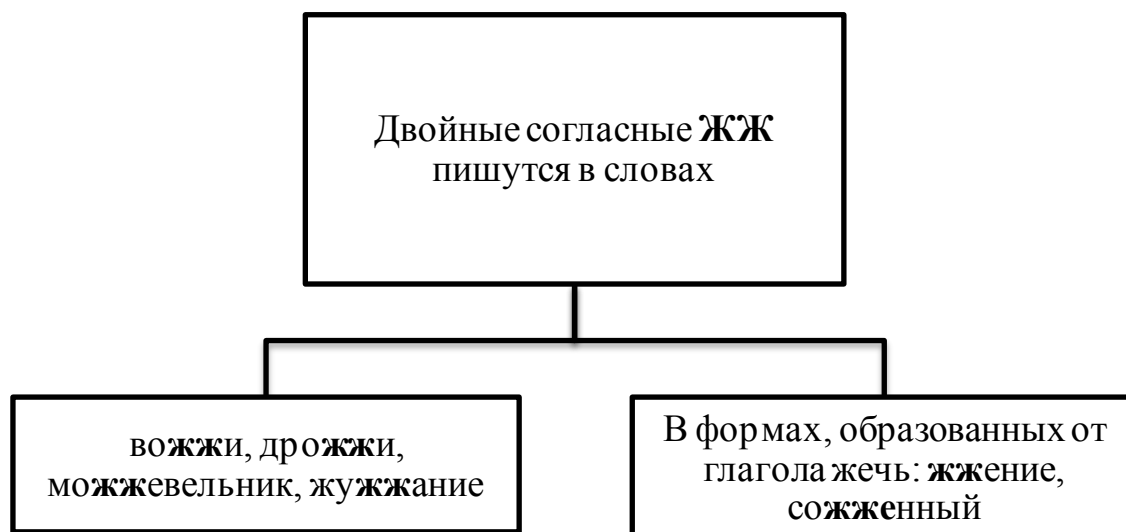 Двойные согласные ЖЖ
пишутся в словах
вожжи, дрожжи,
можжевельник, жужжание
В формах, образованных от
глагола жечь: жжение,
сожженный